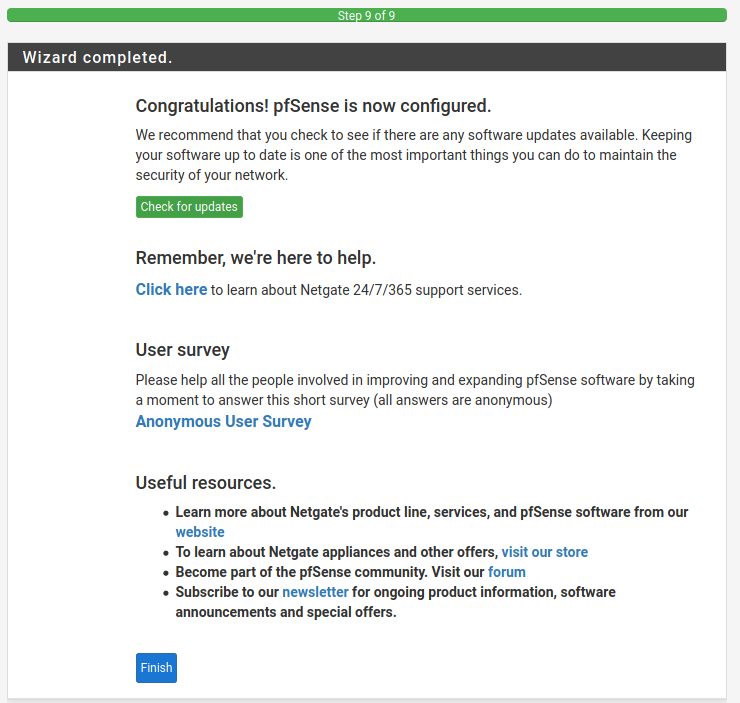 Step 9 of 9
Wizard completed.
Congratulations! pfSense is now configured.
We recommend that you check to see if there are any software updates available. Keeping
your software up to date is one of the most important things you can do to maintain the
security of your network.
Check for updates
Remember, we're here to help.
Click here to learn about Netgate 24/7/365 support services.
User survey
Please help all the people involved in improving and expanding pfSense software by taking
a moment to answer this short survey (all answers are anonymous)
Anonymous User Survey
Useful resources.
• Learn more about Netgate's product line, services, and pfSense software from our
website
• To learn about Netgate appliances and other offers, visit our store
• Become part of the pfSense community. Visit our forum
• Subscribe to our newsletter for ongoing product information, software
announcements and special offers.
Finish